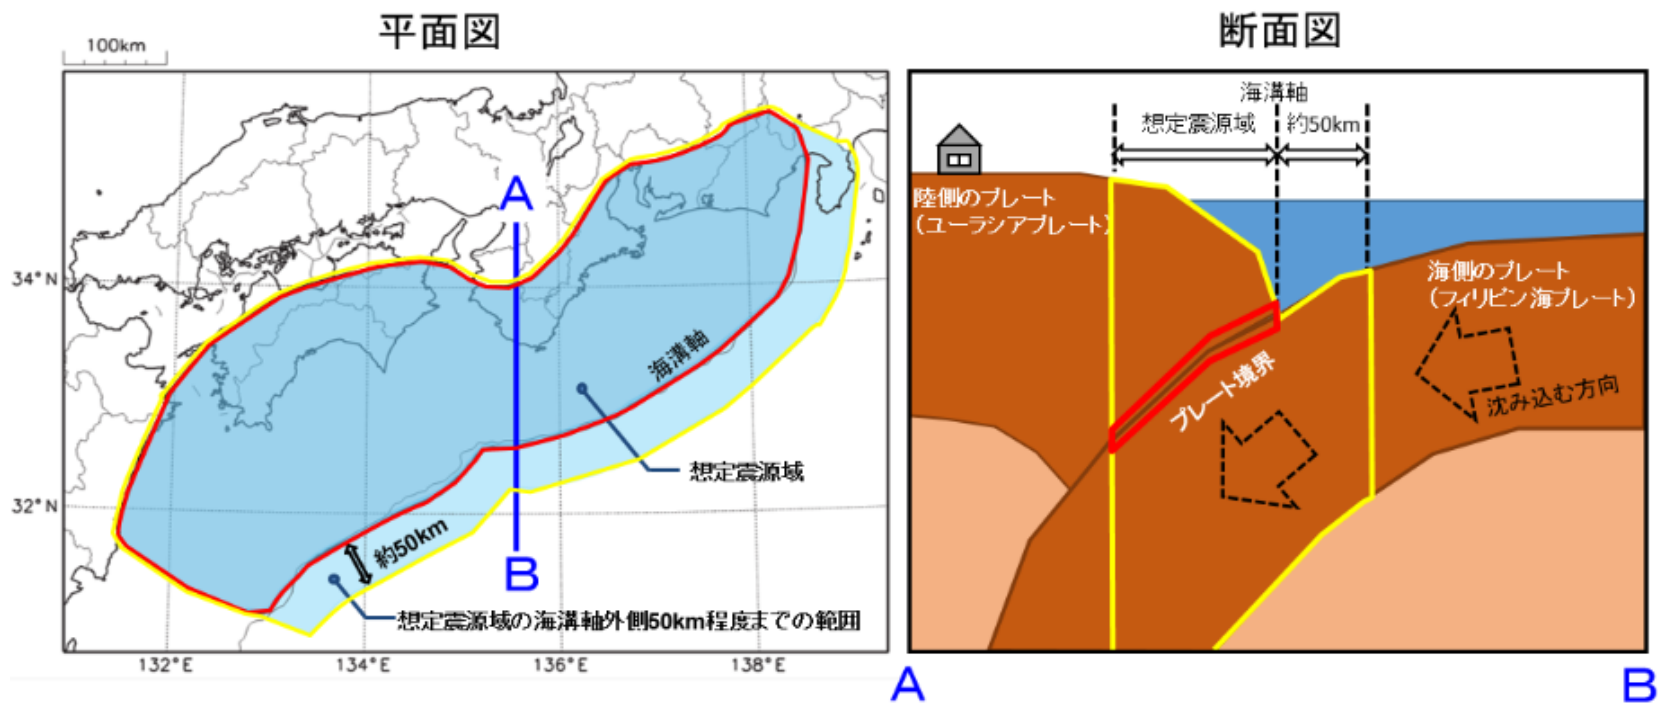 平面図
100km
A
34°N
海溝軸
想定震源域
32°N
約50km
B
想定震源域の海溝軸外側50km程度までの範囲
132°E
134°E
136°E
138°E
断面図
海溝軸
想定震源域
約50km
陸側のプレート
(ユーラシアプレート)
海側のプレート
(フィリピン海プレート)
プレート境界
沈み込む方向
A
B